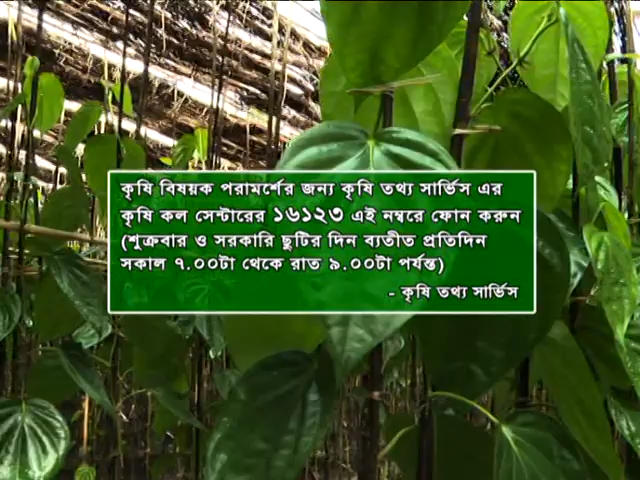 কৃষি বিষয়ক পরামর্শের জন্য কৃষি তথ্য সার্ভিস এর
কৃষি কল সেন্টারের ১৬১২৩ এই নম্বরে ফোন করুন
(শুক্রবার ও সরকারি ছুটির দিন ব্যতীত প্রতিদিন
সকাল ৭.০০টা থেকে রাত ৯.০০টা পর্যন্ত)
- কৃষি তথ্য সার্ভিস